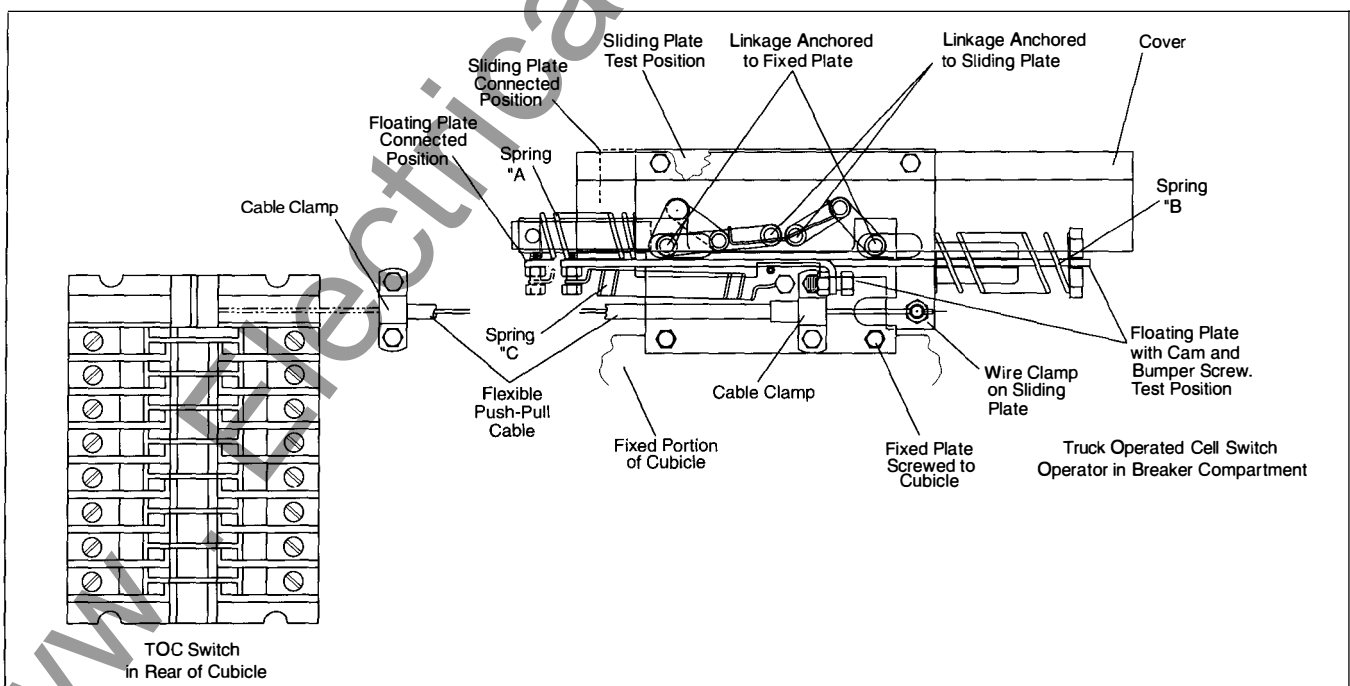 Sliding Plate
Test Position
Linkage Anchored
to Fixed Plate
Linkage Anchored
to Sliding Plate
Cover
Sliding Plate
Connected
Position
Floating Plate
Connected
Position
Spring
"A
Spring
"B
Cable Clamp
Spring
"C
Flexible
Push-Pull
Cable
Fixed Portion
of Cubicle
Cable Clamp
Fixed Plate
Screwed to
Cubicle
Wire Clamp
on Sliding
Plate
Floating Plate
with Cam and
Bumper Screw.
Test Position
Truck Operated Cell Switch
Operator in Breaker Compartment
TOC Switch
in Rear of Cubicle
www.Electrica